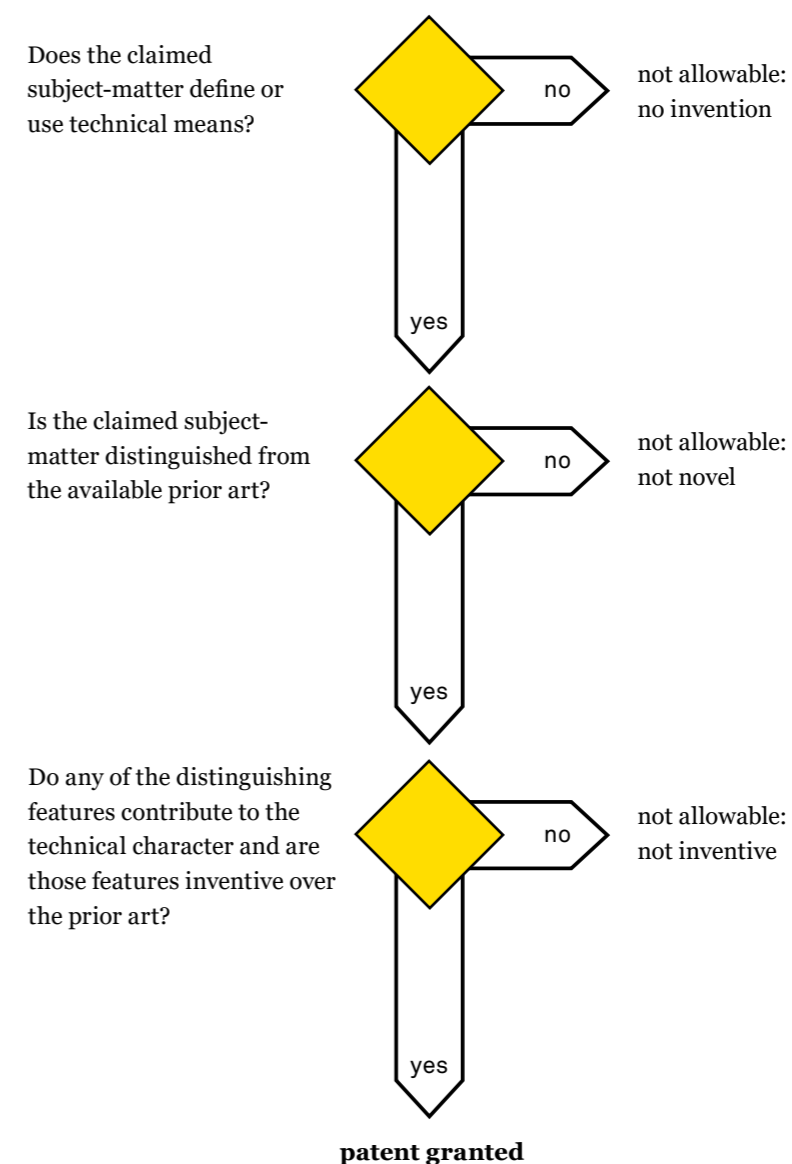 Does the claimed
subject-matter define or
use technical means?
no
not allowable:
no invention
yes
Is the claimed subject-
matter distinguished from
the available prior art?
no
not allowable:
not novel
yes
Do any of the distinguishing
features contribute to the
technical character and are
those features inventive over
the prior art?
no
not allowable:
not inventive
yes
patent granted